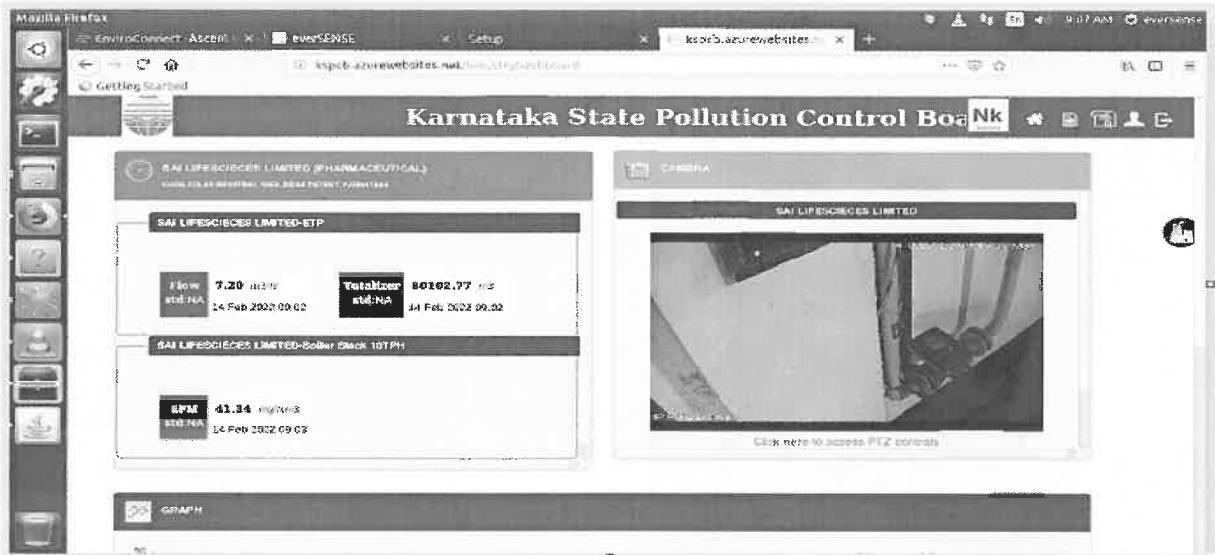 Mozilla Firefox
9:07 AM eversense
EnviroConnect -Ascent
everSENSE
Setup
kspcb.azurewebsites.n
kspcb.azurewebsites.net
Getting Started
Karnataka State Pollution Control Boa
Nk
SAI LIFESCIECES LIMITED (PHARMACEUTICAL)
CAMERA
SAI LIFESCIECES LIMITED-ETP
SAI LIFESCIECES LIMITED
Flow 7.20
std:NA
14 Feb 2022 09:02
Totalizer 80102.77 m3
std:NA
14 Feb 2022 09:02
SAI LIFESCIECES LIMITED-Boiler Stack 10TPH
SPM 41.34
std:NA
14 Feb 2022 09:03
Click here to access PTZ controls
GRAPH